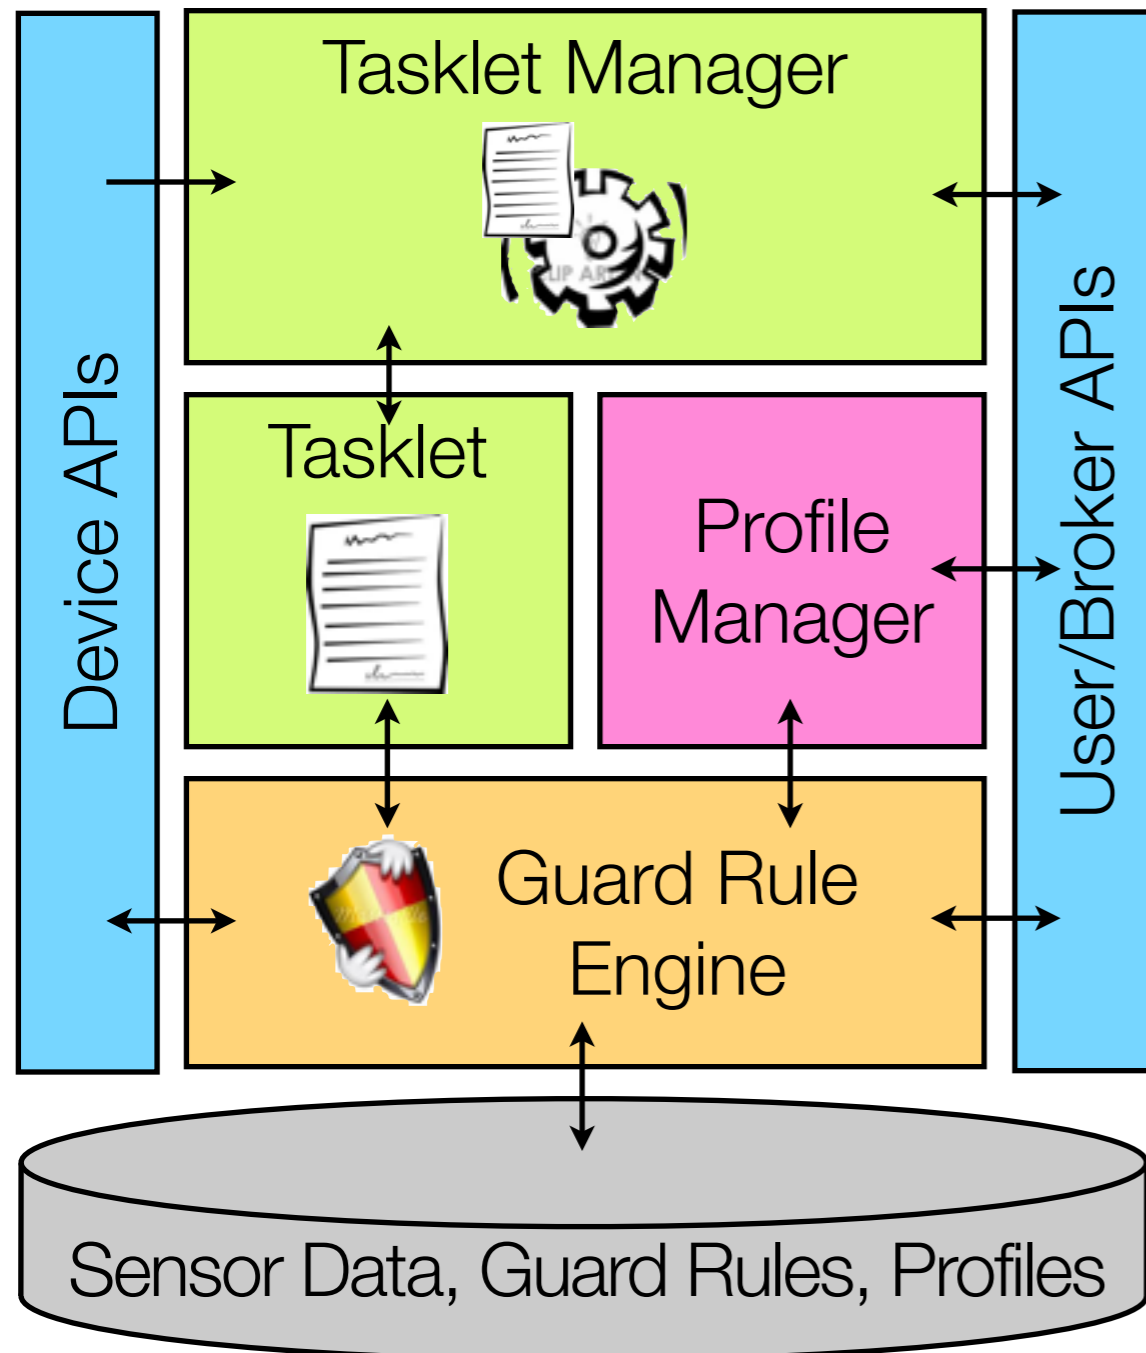 Tasklet Manager
Device APIs
User/Broker APIs
Tasklet
Profile
Manager
Guard Rule
Engine
Sensor Data, Guard Rules, Profiles